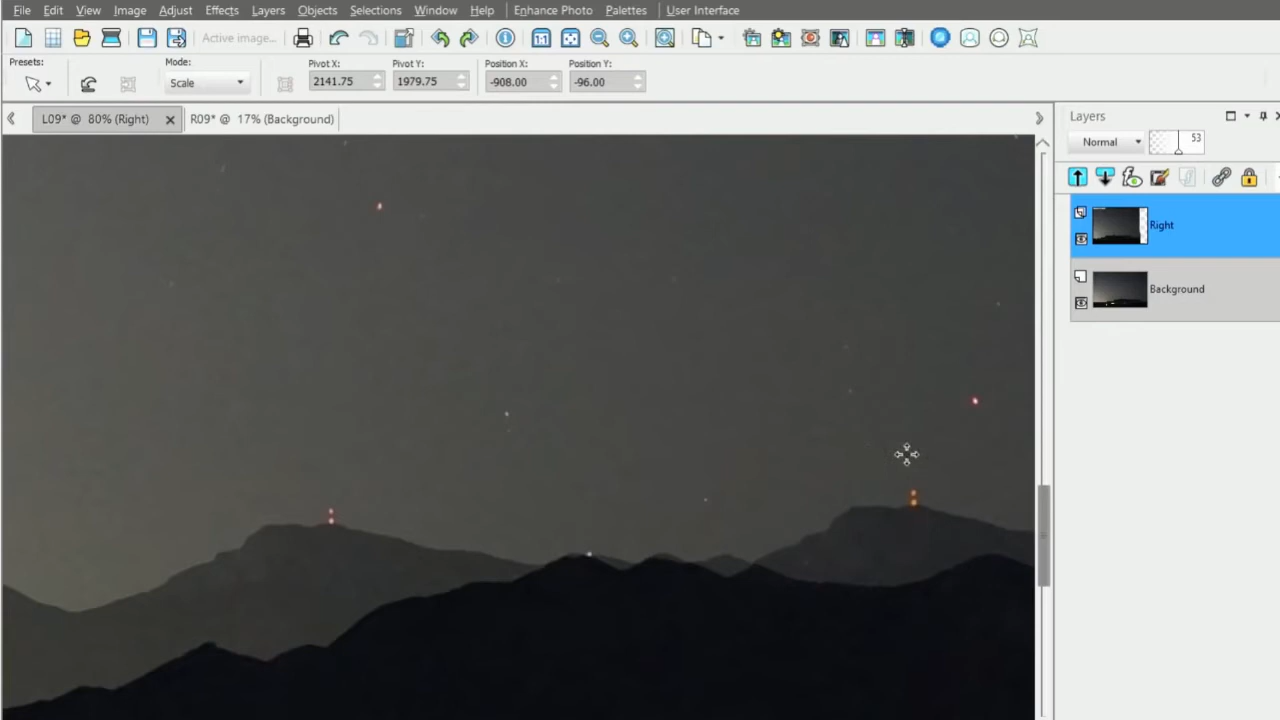 File Edit View Image Adjust Effects Layers Objects Selections Window Help Enhance Photo Palettes User Interface
Active image...
Presets: Mode: Pivot X: Pivot Y: Position X: Position Y:
Scale 2141.75 1979.75 -908.00 -96.00
L09* @ 80% (Right) R09* @ 17% (Background)
Layers
Normal 53
Right
Background